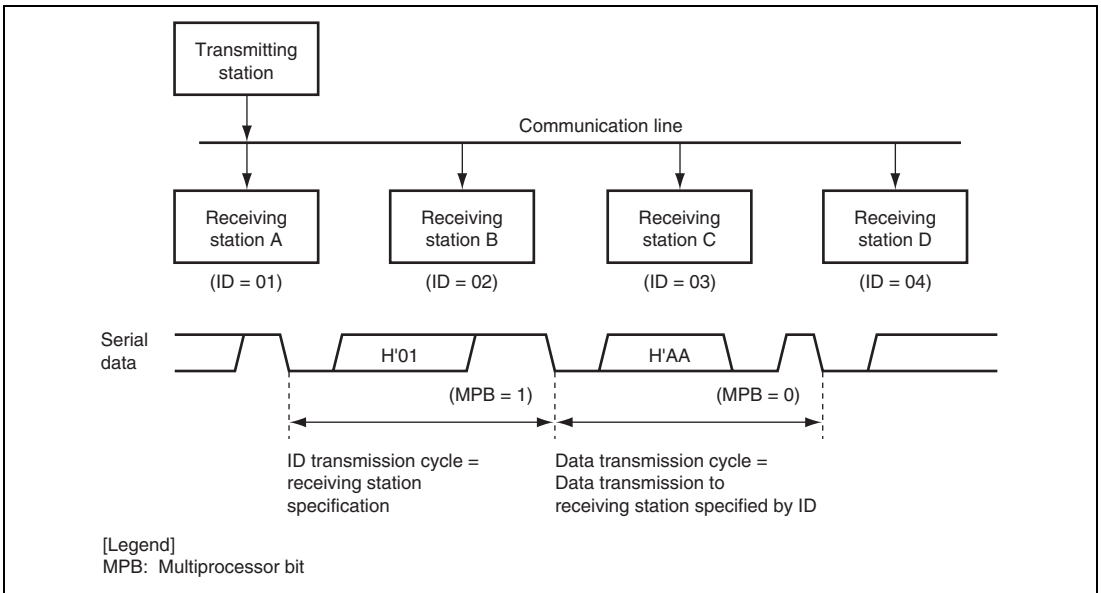 Transmitting
station
Communication line
Receiving
station A
Receiving
station B
Receiving
station C
Receiving
station D
(ID = 01)
(ID = 02)
(ID = 03)
(ID = 04)
Serial
data
H'01
H'AA
(MPB = 1)
(MPB = 0)
ID transmission cycle =
receiving station
specification
Data transmission cycle =
Data transmission to
receiving station specified by ID
[Legend]
MPB: Multiprocessor bit